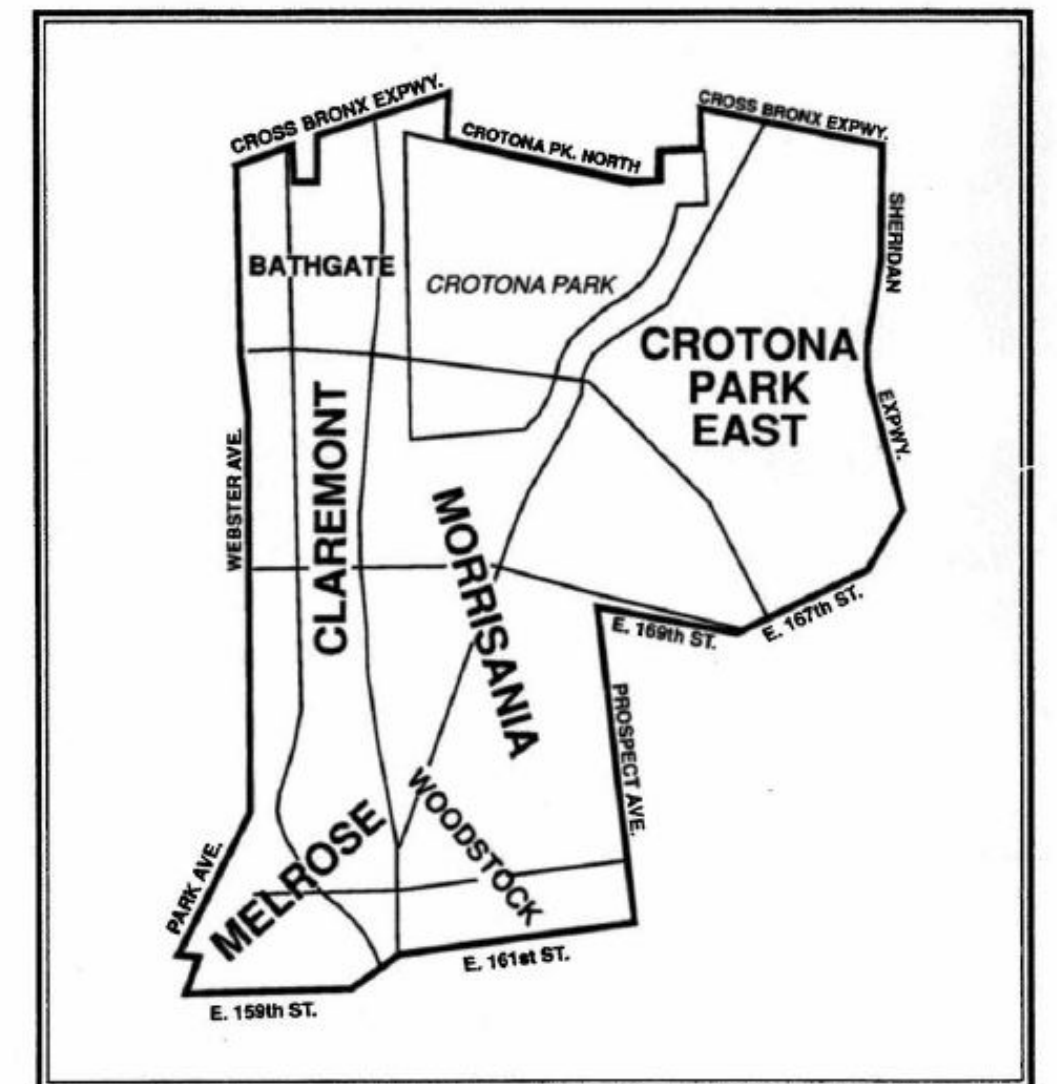 CROSS BRONX EXPWY.
CROTONA PK. NORTH
CROSS BRONX EXPWY.
SHERIDAN
EXPWY.
BATHGATE
CROTONA PARK
CROTONA
PARK
EAST
WEBSTER AVE.
CLAREMONT
MORRISANIA
E. 169th ST.
E. 167th ST.
PROSPECT AVE.
WOODSTOCK
MELROSE
PARK AVE.
E. 161st ST.
E. 159th ST.